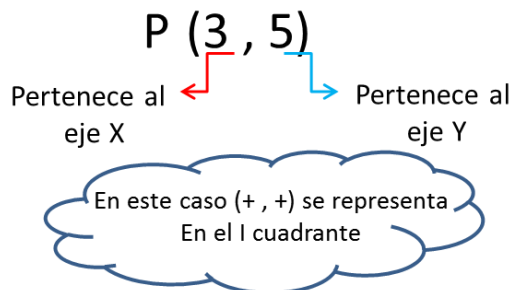 P (3 , 5)
Pertenece al
eje X
Pertenece al
eje Y
En este caso (+ , +) se representa
En el I cuadrante